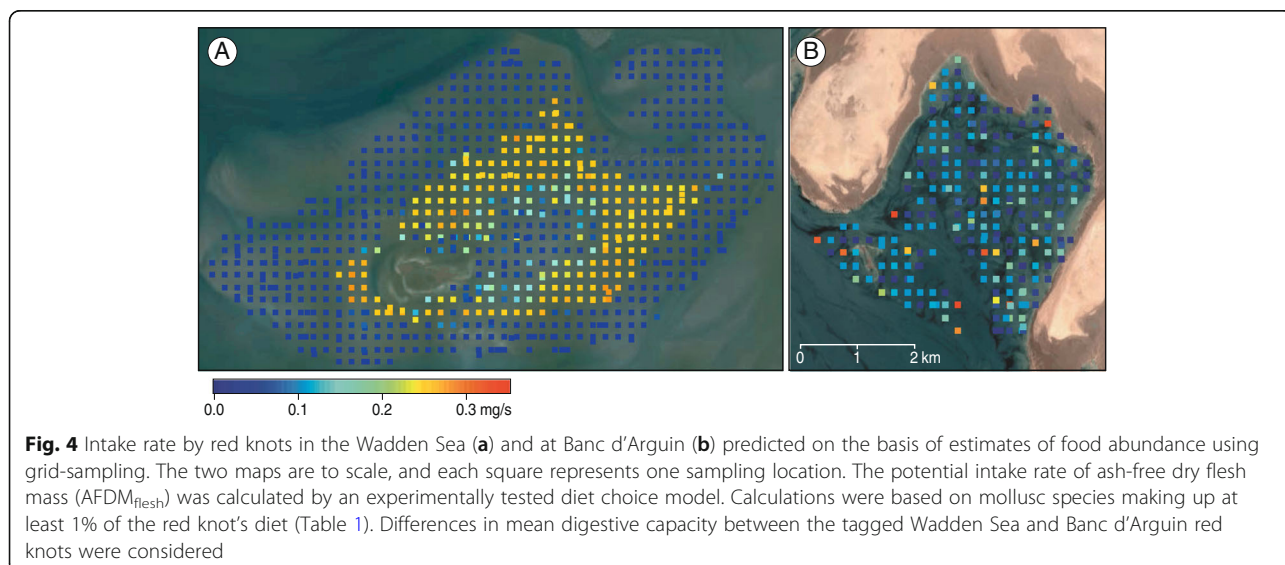 A
B
0 1 2 km
0.0 0.1 0.2 0.3 mg/s
Fig. 4 Intake rate by red knots in the Wadden Sea (a) and at Banc d'Arguin (b) predicted on the basis of estimates of food abundance using
grid-sampling. The two maps are to scale, and each square represents one sampling location. The potential intake rate of ash-free dry flesh
mass (AFDMflesh) was calculated by an experimentally tested diet choice model. Calculations were based on mollusc species making up at
least 1% of the red knot's diet (Table 1). Differences in mean digestive capacity between the tagged Wadden Sea and Banc d'Arguin red
knots were considered